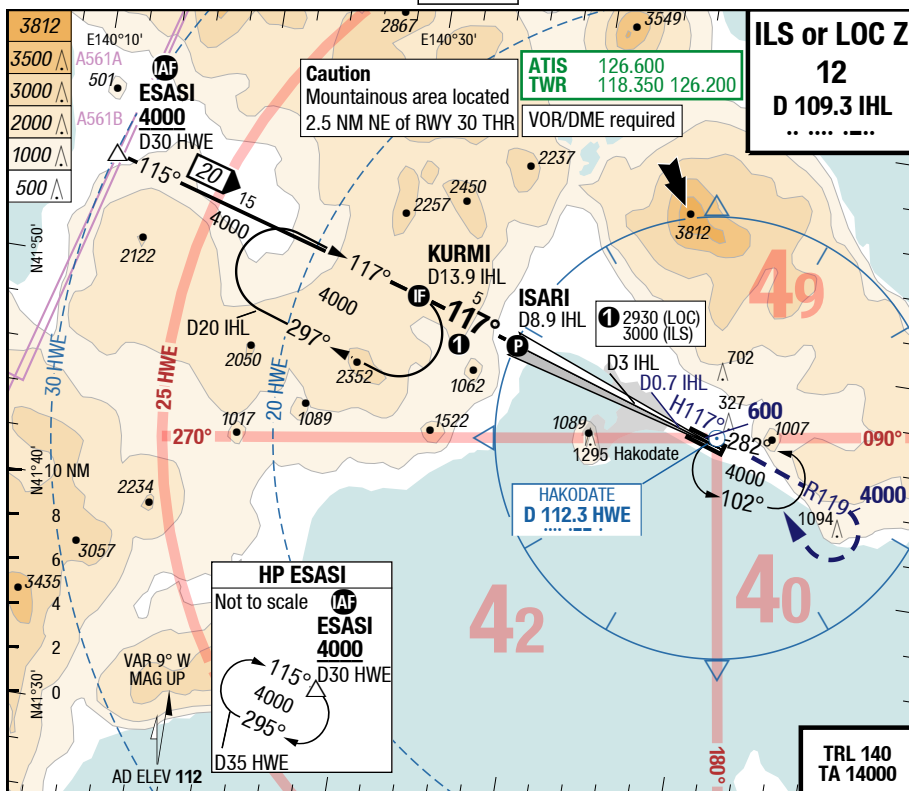 3812
3500
3000
2000
1000
500
E140°10'
2867
E140°30'
3549
A561A
501
A561B
IAF
ESASI
4000
D30 HWE
Caution
Mountainous area located
2.5 NM NE of RWY 30 THR
ATIS 126.600
TWR 118.350 126.200
VOR/DME required
ILS or LOC Z
12
D 109.3 IHL
.. .... .-..
115°
20
15
4000
2237
2450
2257
3812
N41°50'
2122
117°
KURMI
D13.9 IHL
IF
4000
5
117°
1
ISARI
D8.9 IHL
P
1 2930 (LOC)
3000 (ILS)
49
D20 IHL
297°
2050
2352
1062
D3 IHL
D0.7 IHL
702
30 HWE
25 HWE
20 HWE
1017
1089
1522
H117°
327
600
270°
1089
1295 Hakodate
282°
1007
090°
N41°40'
10 NM
8
6
4
2
0
4000
102°
R119
4000
1094
2234
3057
3435
HAKODATE
D 112.3 HWE
42
40
HP ESASI
Not to scale
IAF
ESASI
4000
D30 HWE
115°
4000
295°
D35 HWE
VAR 9° W
MAG UP
N41°30'
AD ELEV 112
180°
TRL 140
TA 14000